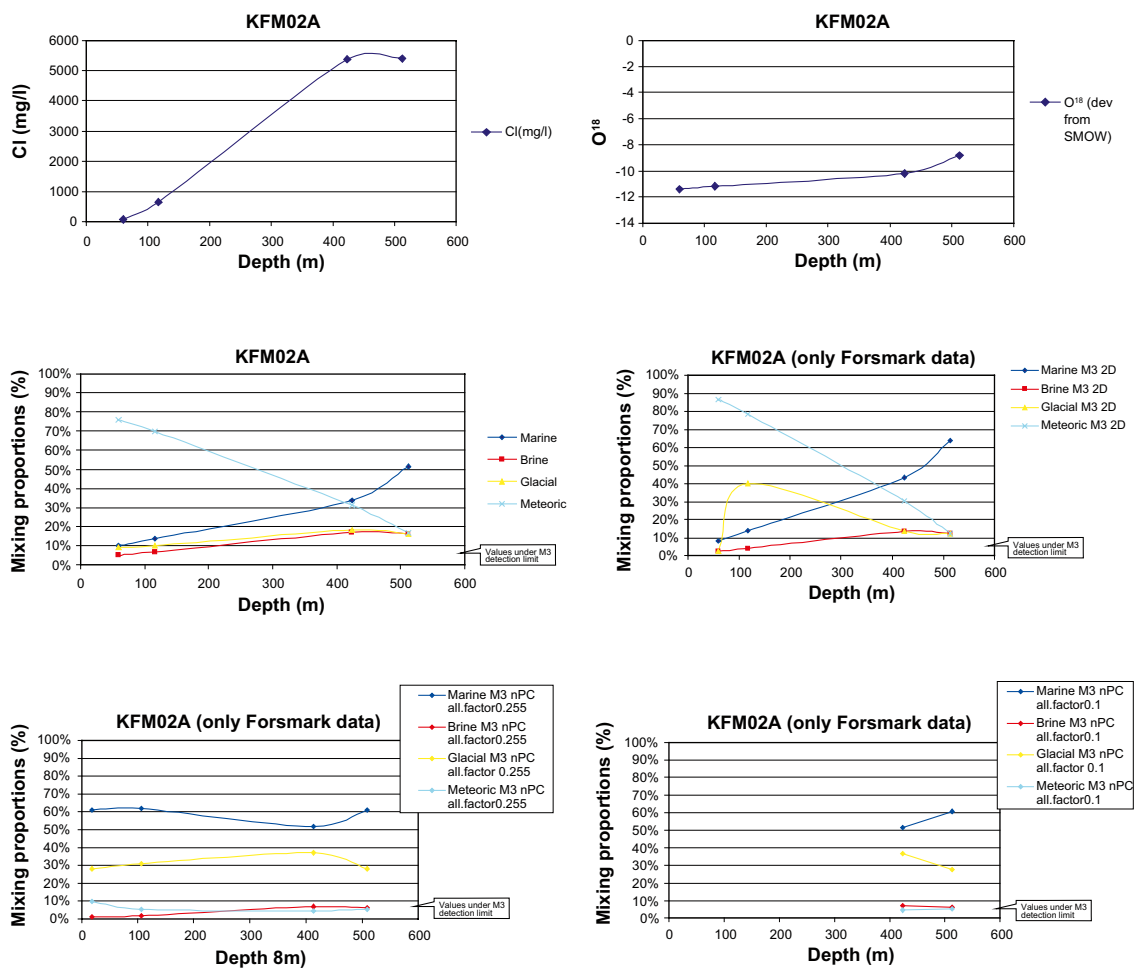 KFM02A
6000
5000
4000
3000
2000
1000
0
Cl (mg/l)
0 100 200 300 400 500 600
Depth (m)
Cl(mg/l)
KFM02A
0
-2
-4
-6
-8
-10
-12
-14
O¹⁸
0 100 200 300 400 500 600
Depth (m)
O¹⁸ (dev
from
SMOW)
KFM02A
100%
90%
80%
70%
60%
50%
40%
30%
20%
10%
0%
Mixing proportions (%)
0 100 200 300 400 500 600
Depth (m)
Marine
Brine
Glacial
Meteoric
Values under M3
detection limit
KFM02A (only Forsmark data)
100%
90%
80%
70%
60%
50%
40%
30%
20%
10%
0%
Mixing proportions (%)
0 100 200 300 400 500 600
Depth (m)
Marine M3 2D
Brine M3 2D
Glacial M3 2D
Meteoric M3 2D
Values under M3
detection limit
KFM02A (only Forsmark data)
100%
90%
80%
70%
60%
50%
40%
30%
20%
10%
0%
Mixing proportions (%)
0 100 200 300 400 500 600
Depth 8m)
Marine M3 nPC
all.factor0.255
Brine M3 nPC
all.factor0.255
Glacial M3 nPC
all.factor 0.255
Meteoric M3 nPC
all.factor0.255
Values under M3
detection limit
KFM02A (only Forsmark data)
100%
90%
80%
70%
60%
50%
40%
30%
20%
10%
0%
Mixing proportions (%)
0 100 200 300 400 500 600
Depth (m)
Marine M3 nPC
all.factor0.1
Brine M3 nPC
all.factor0.1
Glacial M3 nPC
all.factor 0.1
Meteoric M3 nPC
all.factor0.1
Values under M3
detection limit